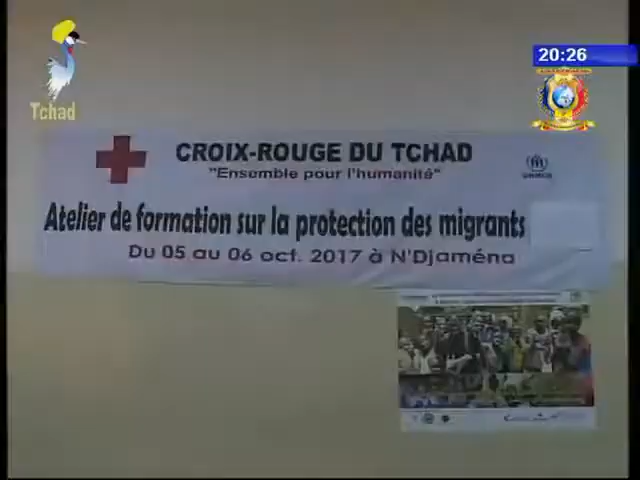 20:26
Tchad
CROIX-ROUGE DU TCHAD
"Ensemble pour l'humanité"
UNHCR
Atelier de formation sur la protection des migrants
Du 05 au 06 oct. 2017 à N'Djaména